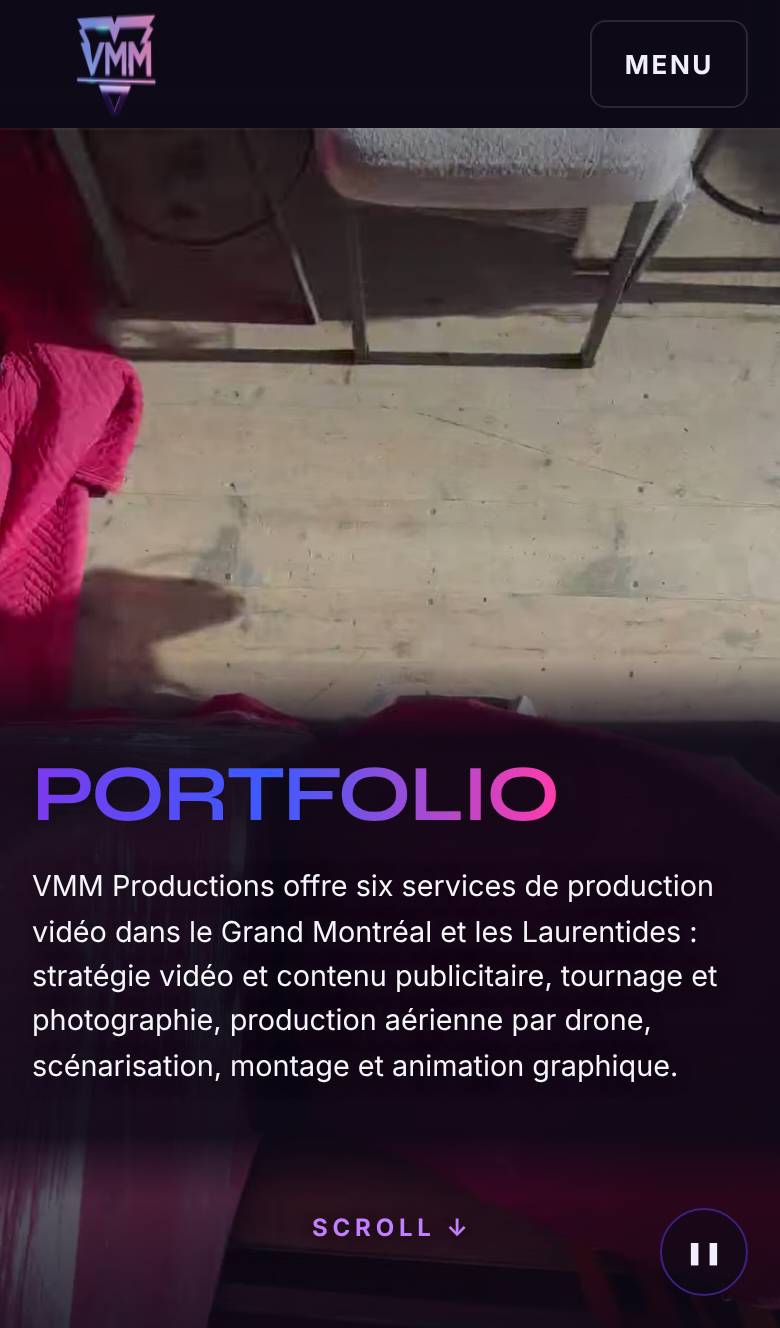 VMM
MENU
PORTFOLIO
VMM Productions offre six services de production
vidéo dans le Grand Montréal et les Laurentides :
stratégie vidéo et contenu publicitaire, tournage et
photographie, production aérienne par drone,
scénarisation, montage et animation graphique.
SCROLL ↓